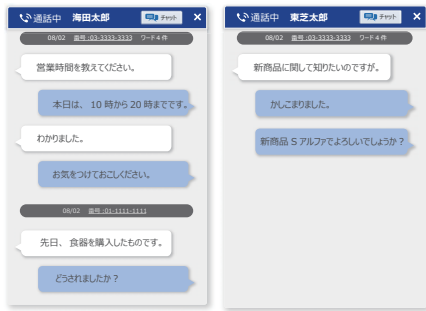 通話中 海田太郎 チャット ×
08/02 番号:03-3333-3333 ワード4件
営業時間を教えてください。
本日は、10時から20時までです。
わかりました。
お気をつけておこしください。
08/02 番号:01-1111-1111
先日、食器を購入したものです。
どうされましたか?
通話中 東芝太郎 チャット ×
08/02 番号:03-3333-3333 ワード4件
新商品に関して知りたいのですが。
かしこまりました。
新商品Sアルファでよろしいでしょうか?